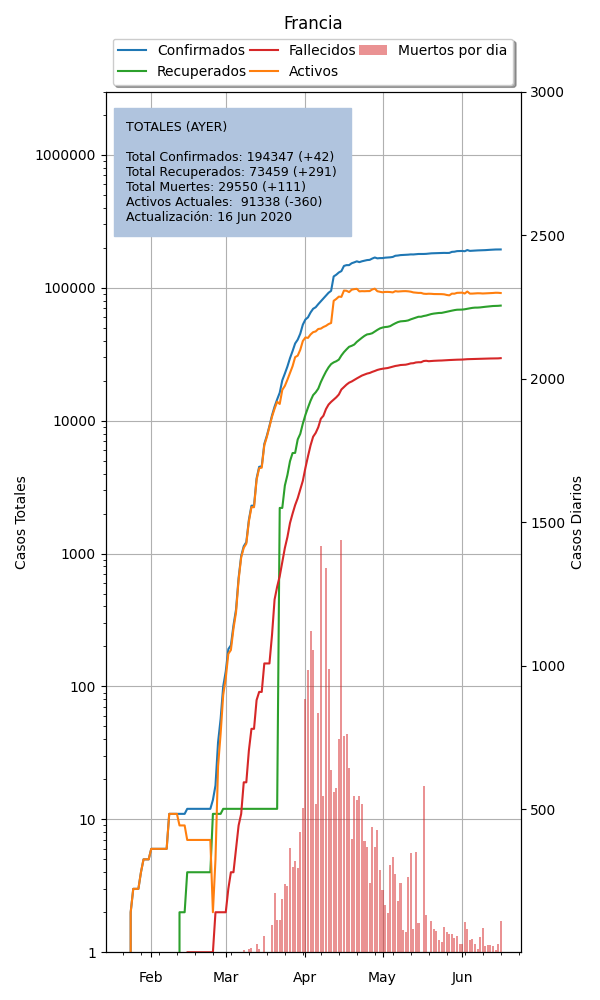 Francia
Confirmados
Recuperados
Fallecidos
Activos
Muertos por dia
TOTALES (AYER)
Total Confirmados: 194347 (+42)
Total Recuperados: 73459 (+291)
Total Muertes: 29550 (+111)
Activos Actuales:  91338 (-360)
Actualización: 16 Jun 2020
Casos Totales
1000000
100000
10000
1000
100
10
1
Casos Diarios
3000
2500
2000
1500
1000
500
Feb Mar Apr May Jun